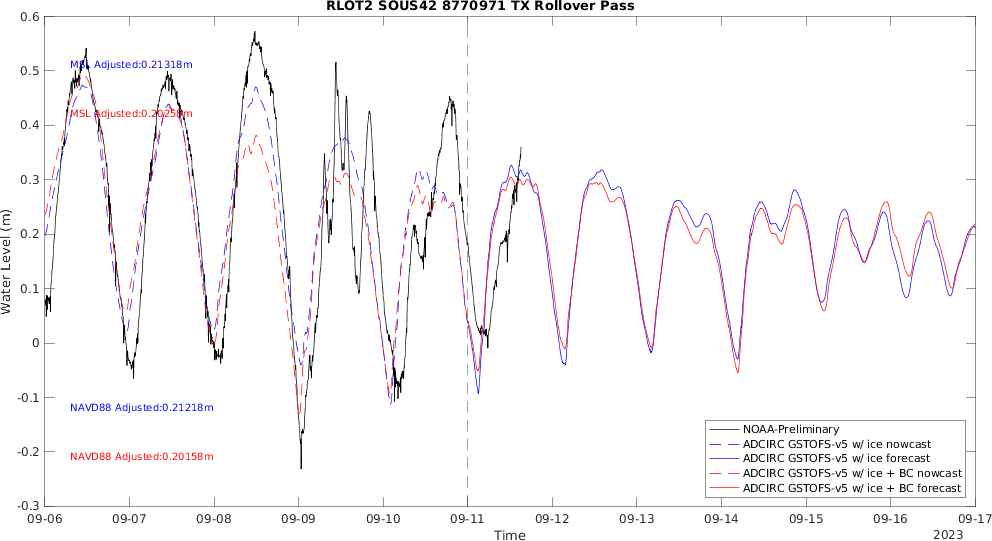 RLOT2 SOUS42 8770971 TX Rollover Pass
0.6
0.5
0.4
0.3
0.2
0.1
0
-0.1
-0.2
-0.3
Water Level (m)
MSL Adjusted:0.21318m
MSL Adjusted:0.20258m
NAVD88 Adjusted:0.21218m
NAVD88 Adjusted:0.20158m
NOAA-Preliminary
ADCIRC GSTOFS-v5 w/ ice nowcast
ADCIRC GSTOFS-v5 w/ ice forecast
ADCIRC GSTOFS-v5 w/ ice + BC nowcast
ADCIRC GSTOFS-v5 w/ ice + BC forecast
09-06 09-07 09-08 09-09 09-10 09-11 09-12 09-13 09-14 09-15 09-16 09-17
Time
2023